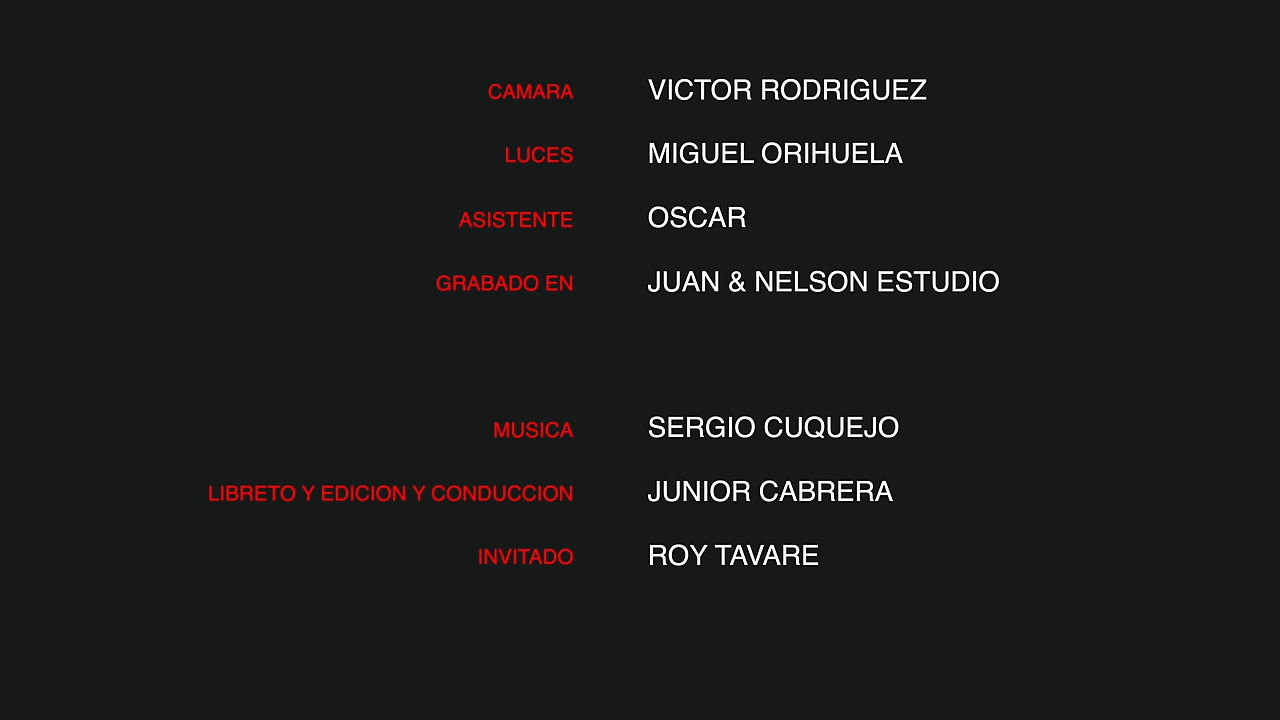 CAMARA VICTOR RODRIGUEZ
LUCES MIGUEL ORIHUELA
ASISTENTE OSCAR
GRABADO EN JUAN & NELSON ESTUDIO
MUSICA SERGIO CUQUEJO
LIBRETO Y EDICION Y CONDUCCION JUNIOR CABRERA
INVITADO ROY TAVARE